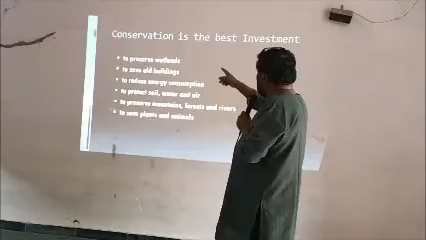 Conservation is the best Investment
to preserve wetlands
to save old buildings
to reduce energy consumption
to protect soil, water and air
to preserve mountains, forests and rivers
to save plants and animals